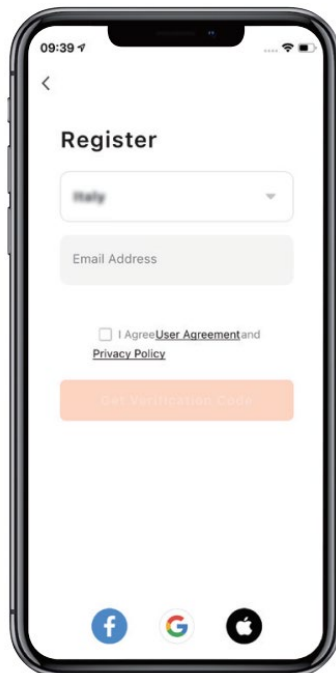 09:39
Register
Italy
Email Address
I AgreeUser Agreementand
Privacy Policy
Get Verification Code